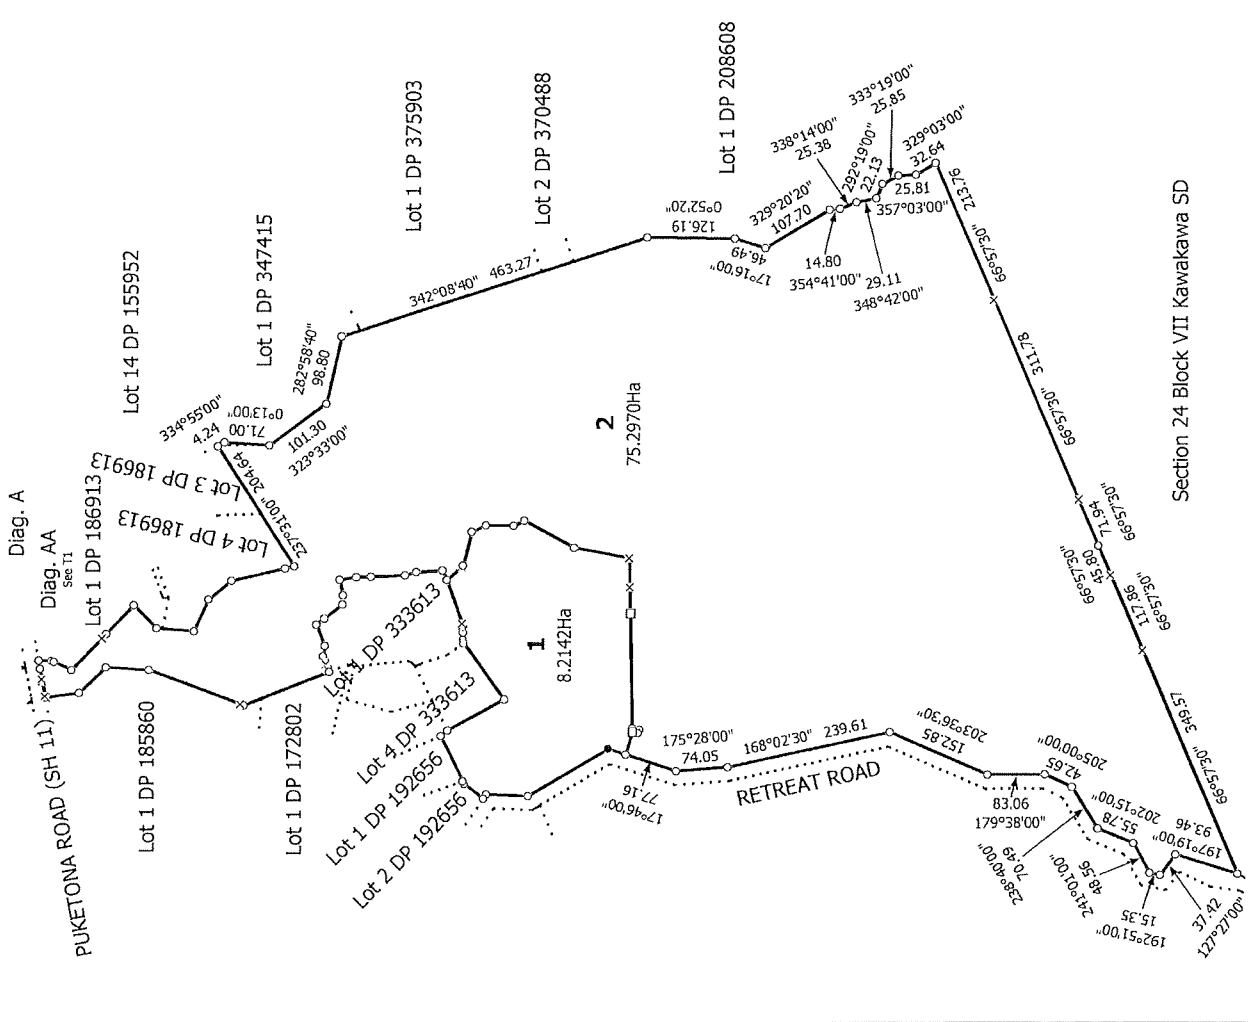 Diag. A
Diag. AA
See T1
Lot 1 DP 186913
PUKETONA ROAD (SH 11)
Lot 1 DP 185860
Lot 1 DP 172802
Lot 14 DP 155952
Lot 1 DP 347415
Lot 1 DP 375903
Lot 2 DP 370488
Lot 1 DP 208608
Lot 3 DP 186913
Lot 4 DP 186913
237°31'00" 204.64
334°55'00"
4.24
0°13'00"
71.00
101.30
323°33'00"
282°58'40"
98.80
342°08'40" 463.27
0°52'20"
126.19
46.49
17°16'00"
329°20'20"
107.70
14.80
354°41'00"
338°14'00"
25.38
29.11
348°42'00"
292°19'00"
22.13
333°19'00"
25.85
25.81
357°03'00"
329°03'00"
32.64
66°57'30" 213.76
66°57'30" 311.78
71.94
66°57'30"
66°57'30"
45.80
117.86
66°57'30"
66°57'30" 349.57
Lot 1 DP 333613
Lot 4 DP 333613
Lot 1 DP 192656
Lot 2 DP 192656
1
8.2142Ha
2
75.2970Ha
77.16
17°46'00"
175°28'00"
74.05
168°02'30" 239.61
RETREAT ROAD
152.85
203°36'30"
83.06
179°38'00"
42.65
205°00'00"
70.49
238°40'00"
55.78
202°15'00"
48.56
241°01'00"
15.35
192°51'00"
37.42
127°27'00"
93.46
197°19'00"
Section 24 Block VII Kawakawa SD